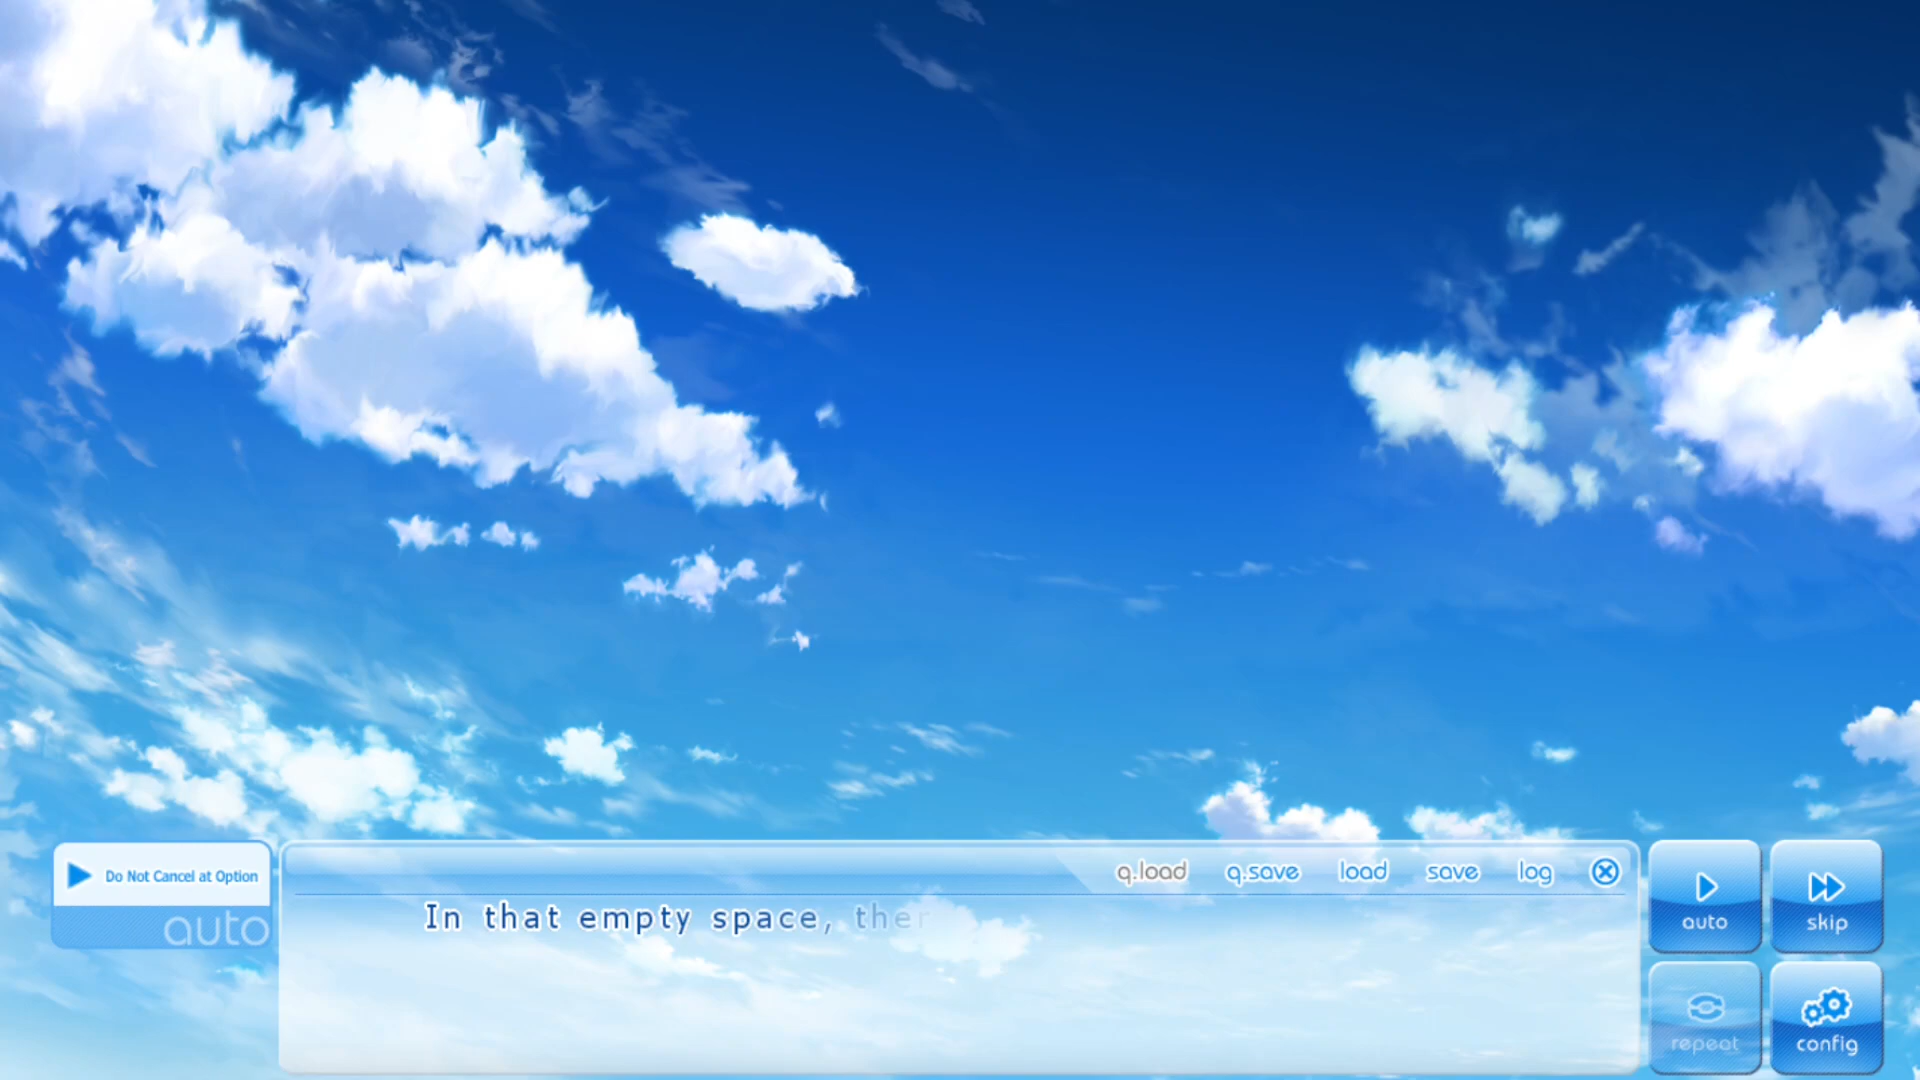 Do Not Cancel at Option
auto
q.load q.save load save log
In that empty space, ther
auto
skip
repeat
config